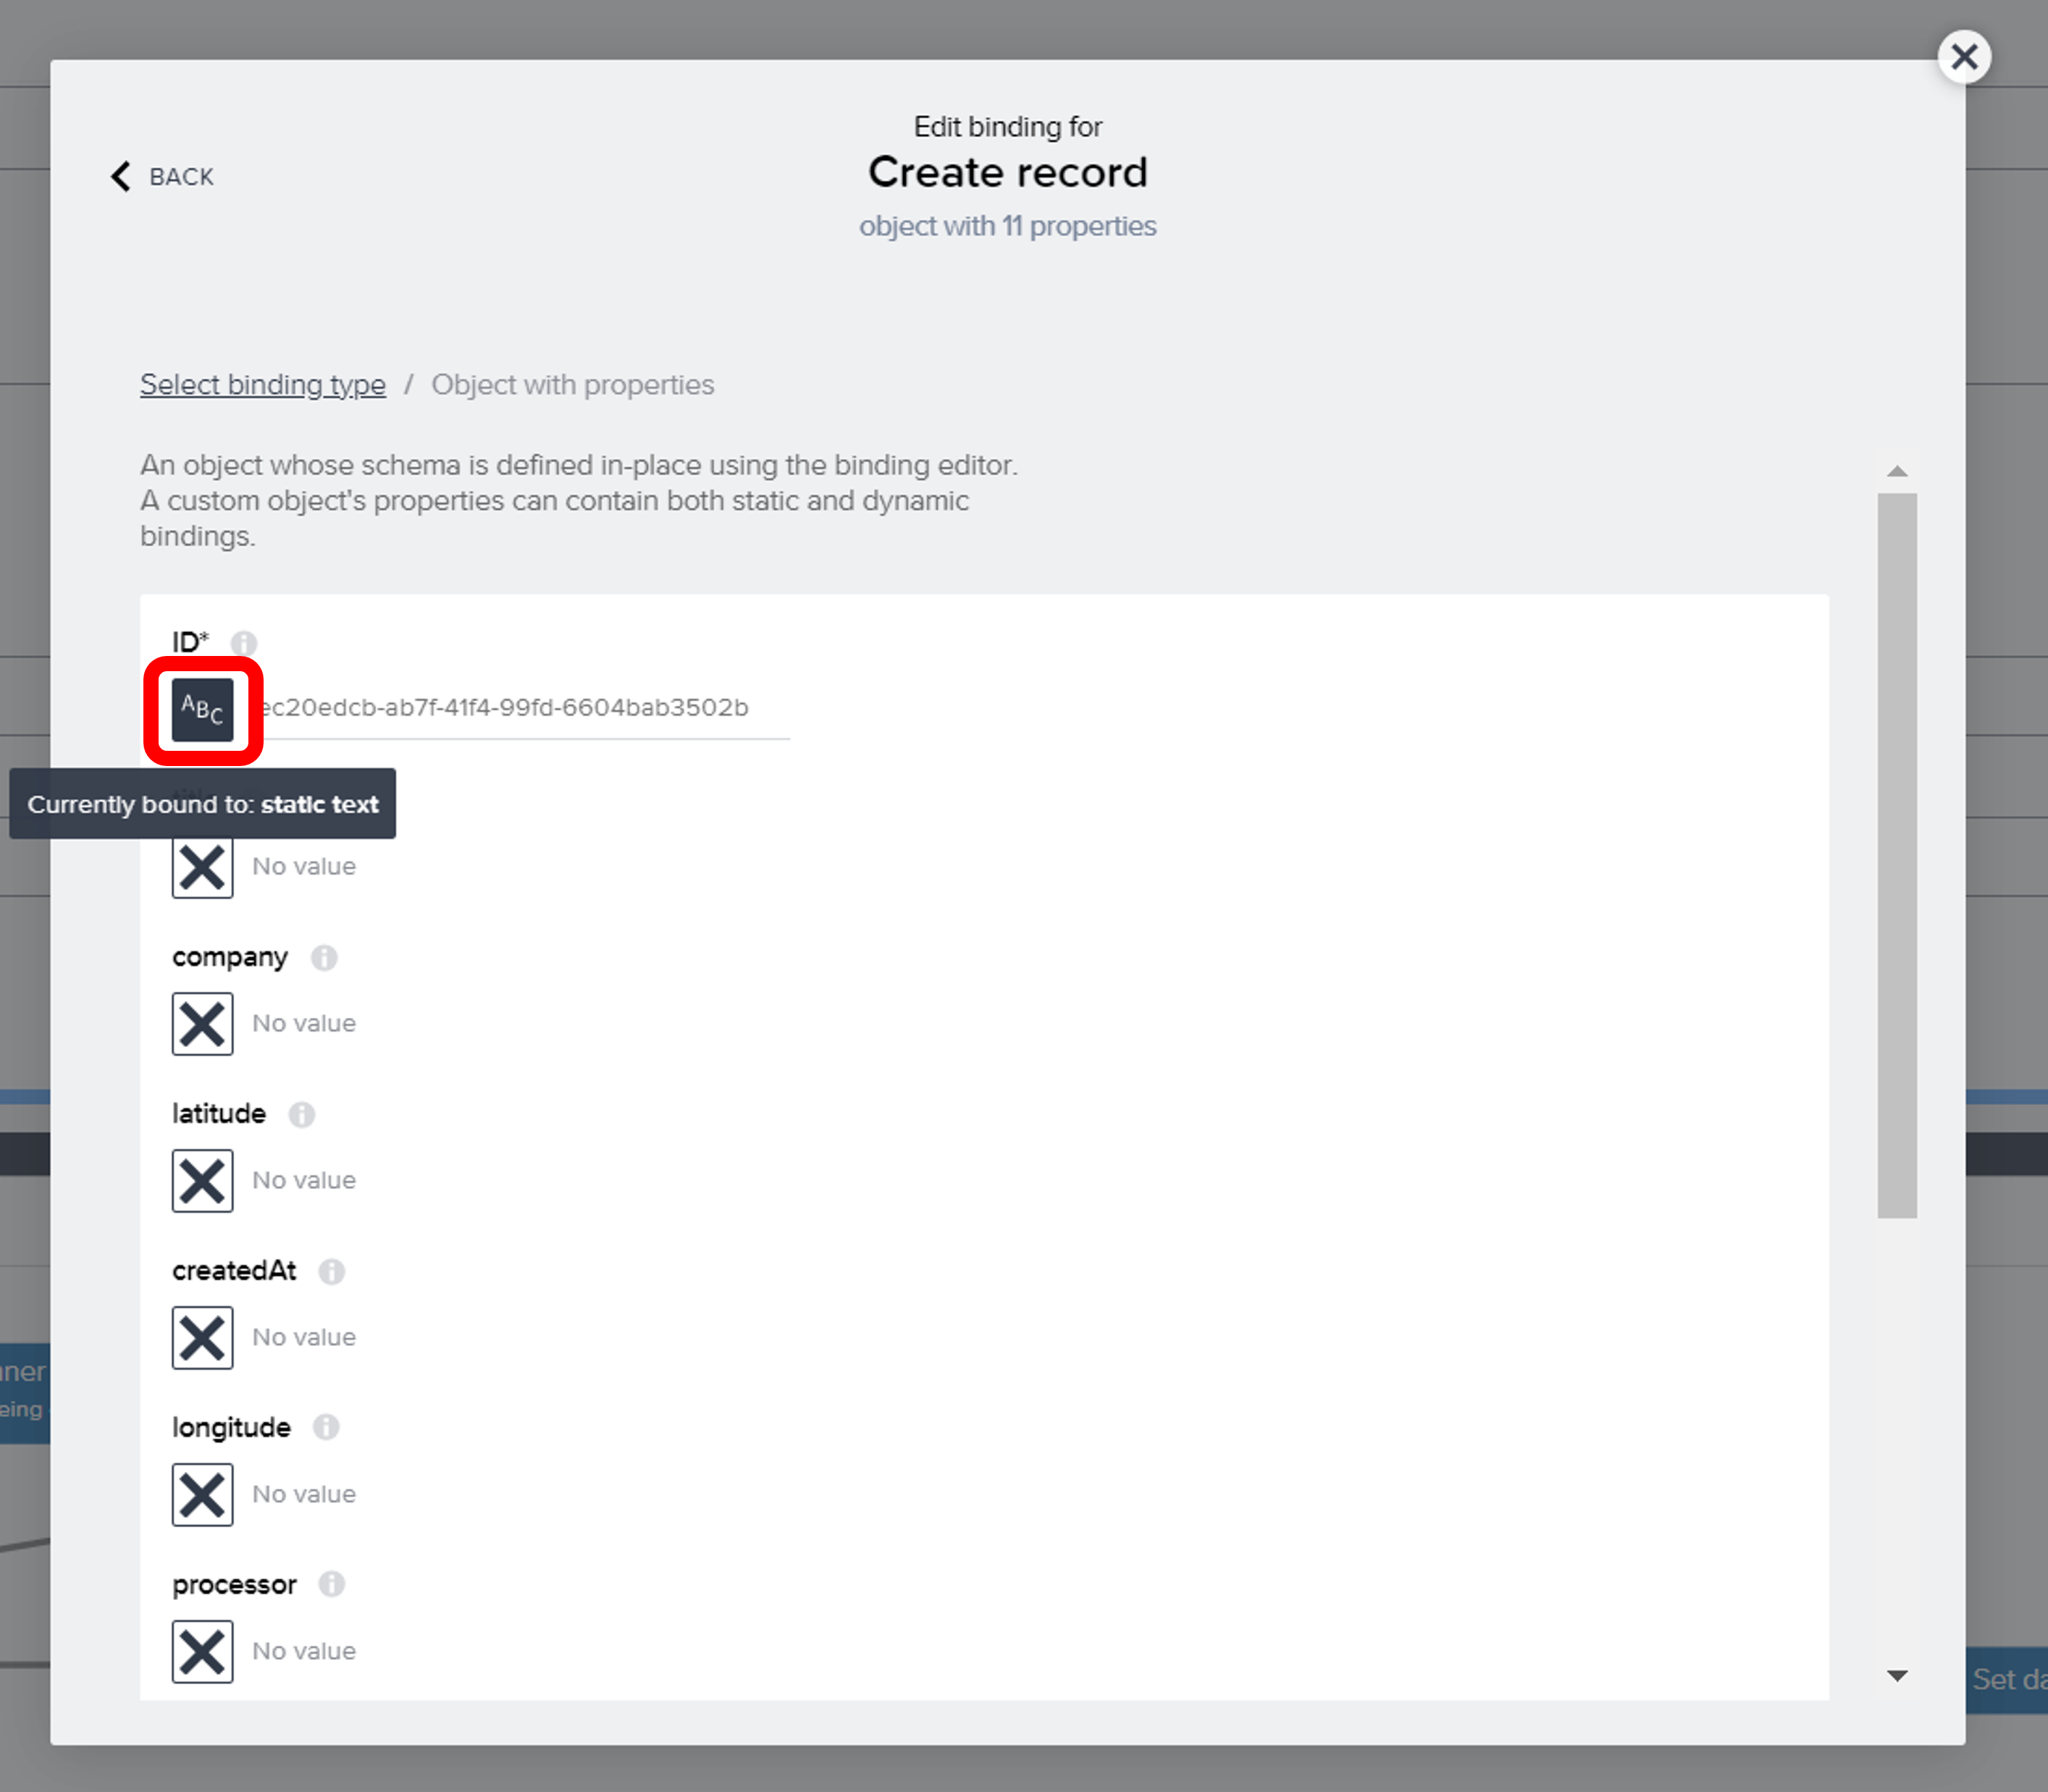 Edit binding for
BACK
Create record
object with 11 properties
Select binding type / Object with properties
An object whose schema is defined in-place using the binding editor.
A custom object's properties can contain both static and dynamic
bindings.
ID*
ABC
ec20edcb-ab7f-41f4-99fd-6604bab3502b
Currently bound to: static text
No value
company
No value
latitude
No value
createdAt
No value
nner
eing
longitude
No value
processor
No value
Set da